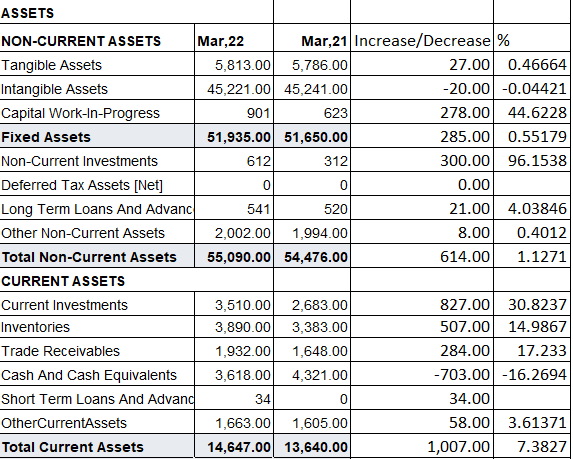 ASSETS
NON-CURRENT ASSETS Mar,22 Mar,21 Increase/Decrease %
Tangible Assets 5,813.00 5,786.00 27.00 0.46664
Intangible Assets 45,221.00 45,241.00 -20.00 -0.04421
Capital Work-In-Progress 901 623 278.00 44.6228
Fixed Assets 51,935.00 51,650.00 285.00 0.55179
Non-Current Investments 612 312 300.00 96.1538
Deferred Tax Assets [Net] 0 0 0.00
Long Term Loans And Advanc 541 520 21.00 4.03846
Other Non-Current Assets 2,002.00 1,994.00 8.00 0.4012
Total Non-Current Assets 55,090.00 54,476.00 614.00 1.1271
CURRENT ASSETS
Current Investments 3,510.00 2,683.00 827.00 30.8237
Inventories 3,890.00 3,383.00 507.00 14.9867
Trade Receivables 1,932.00 1,648.00 284.00 17.233
Cash And Cash Equivalents 3,618.00 4,321.00 -703.00 -16.2694
Short Term Loans And Advanc 34 0 34.00
OtherCurrentAssets 1,663.00 1,605.00 58.00 3.61371
Total Current Assets 14,647.00 13,640.00 1,007.00 7.3827